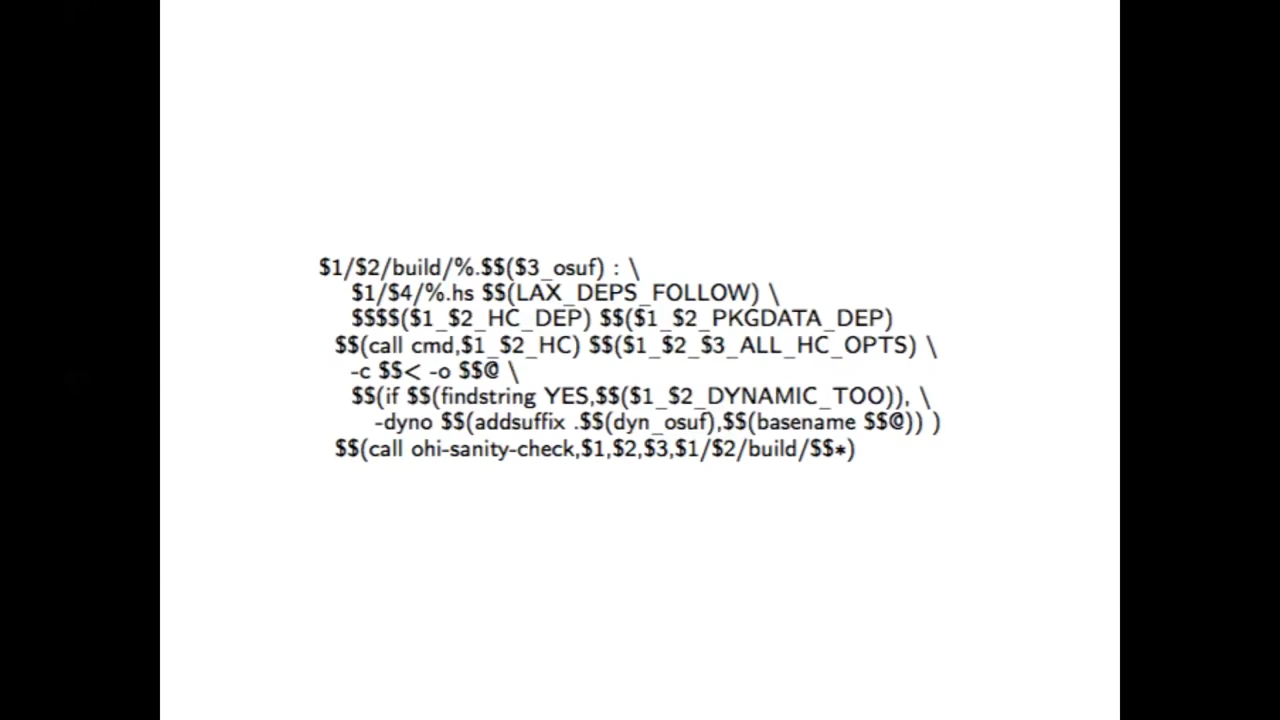 $1/$2/build/%.$$($3_osuf) : \
$1/$4/%.hs $$(LAX_DEPS_FOLLOW) \
$$$$($1_$2_HC_DEP) $$($1_$2_PKGDATA_DEP)
$$(call cmd,$1_$2_HC) $$($1_$2_$3_ALL_HC_OPTS) \
-c $$< -o $$@ \
$$(if $$(findstring YES,$$($1_$2_DYNAMIC_TOO)), \
-dyno $$(addsuffix .$$(dyn_osuf),$$(basename $$@)) )
$$(call ohi-sanity-check,$1,$2,$3,$1/$2/build/$$*)